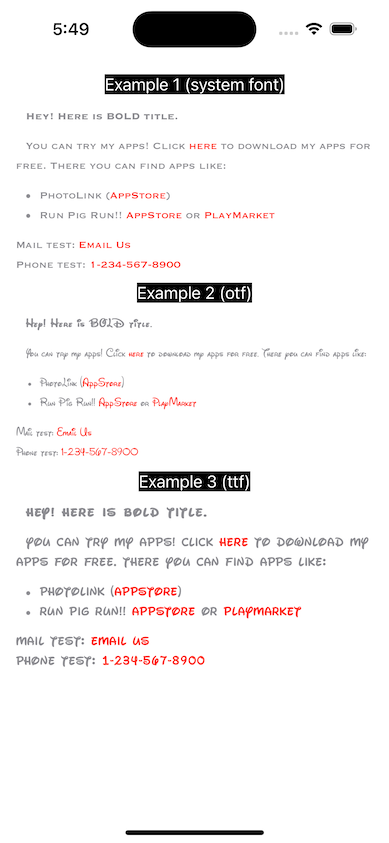 5:49
Example 1 (system font)
Hey! Here is BOLD title.
You can try my apps! Click here to download my apps for
free. There you can find apps like:
• PhotoLink (AppStore)
• Run Pig Run!! AppStore or PlayMarket
Mail test: Email Us
Phone test: 1-234-567-8900
Example 2 (otf)
Hey! Here is BOLD title.
You can try my apps! Click here to download my apps for free. There you can find apps like:
• PhotoLink (AppStore)
• Run Pig Run!! AppStore or PlayMarket
Mail test: Email Us
Phone test: 1-234-567-8900
Example 3 (ttf)
Hey! Here is BOLD title.
You can try my apps! Click here to download my
apps for free. There you can find apps like:
• PhotoLink (AppStore)
• Run Pig Run!! AppStore or PlayMarket
Mail test: Email Us
Phone test: 1-234-567-8900